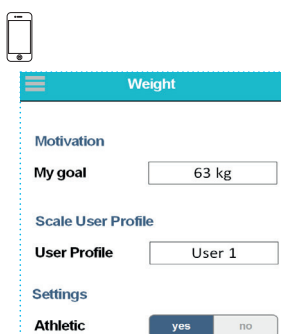 Weight
Motivation
My goal 63 kg
Scale User Profile
User Profile User 1
Settings
Athletic yes no